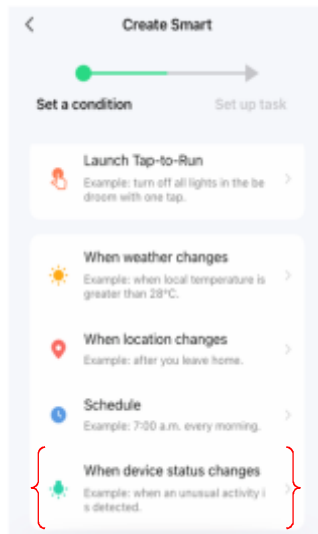 Create Smart
Set a condition
Set up task
Launch Tap-to-Run
Example: turn off all lights in the be
droom with one tap.
When weather changes
Example: when local temperature is
greater than 28°C.
When location changes
Example: after you leave home.
Schedule
Example: 7:00 a.m. every morning.
When device status changes
Example: when an unusual activity i
s detected.